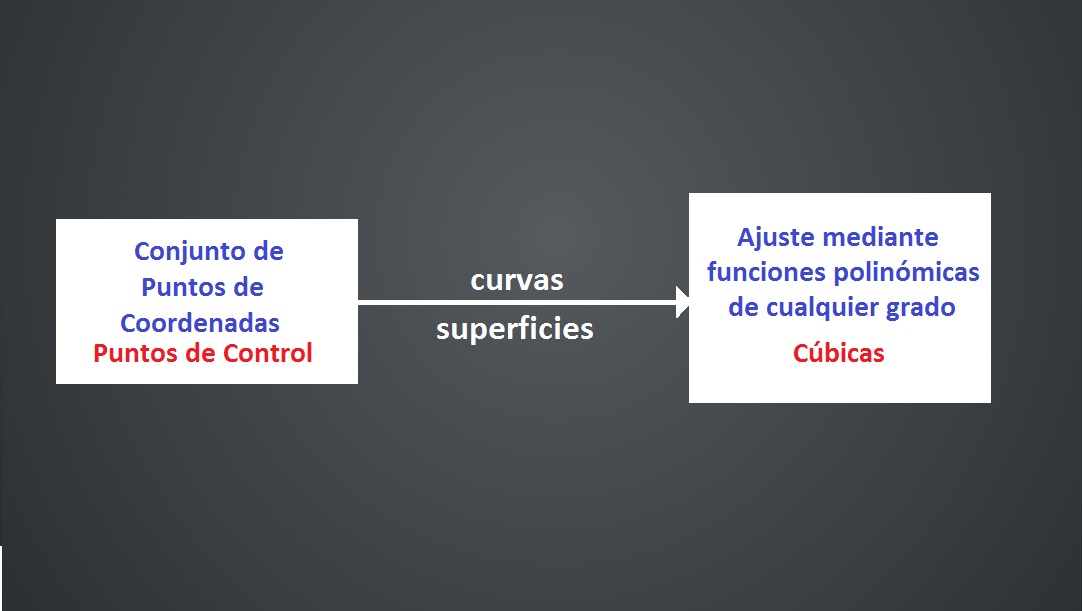 Conjunto de
Puntos de
Coordenadas
Puntos de Control
curvas
superficies
Ajuste mediante
funciones polinómicas
de cualquier grado
Cúbicas